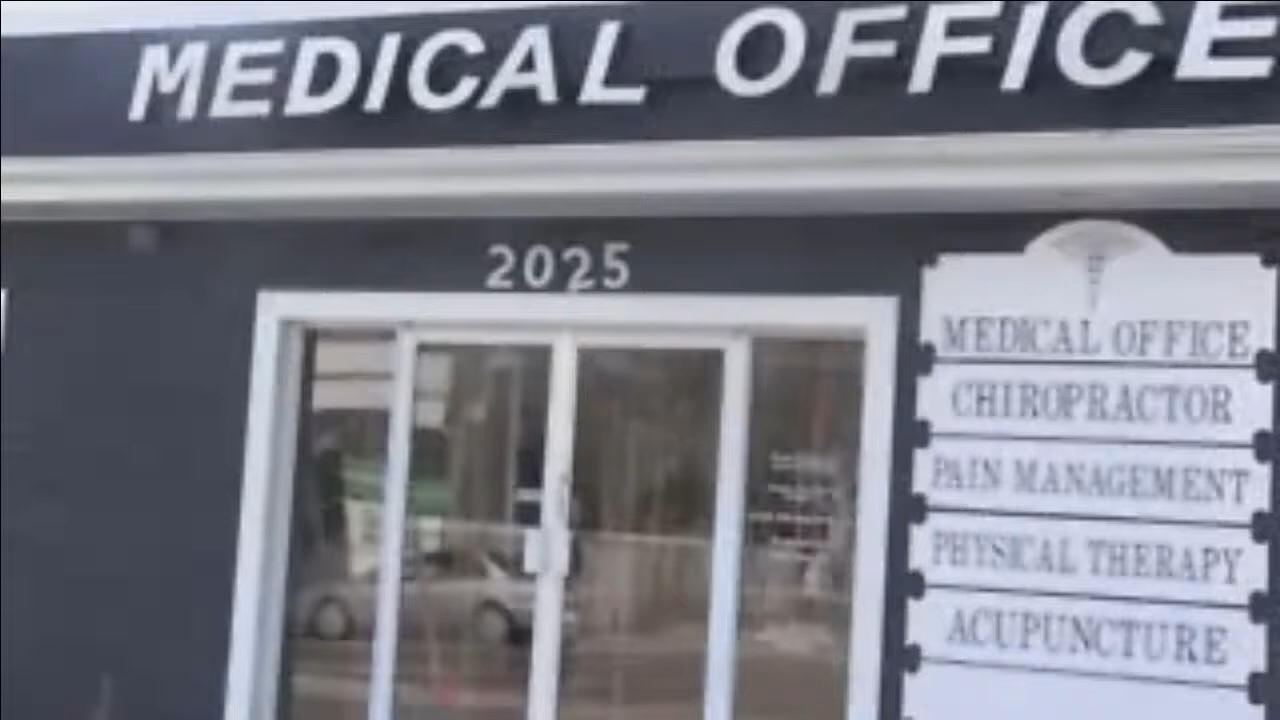 MEDICAL OFFICE
2025
MEDICAL OFFICE
CHIROPRACTOR
PAIN MANAGEMENT
PHYSICAL THERAPY
ACUPUNCTURE